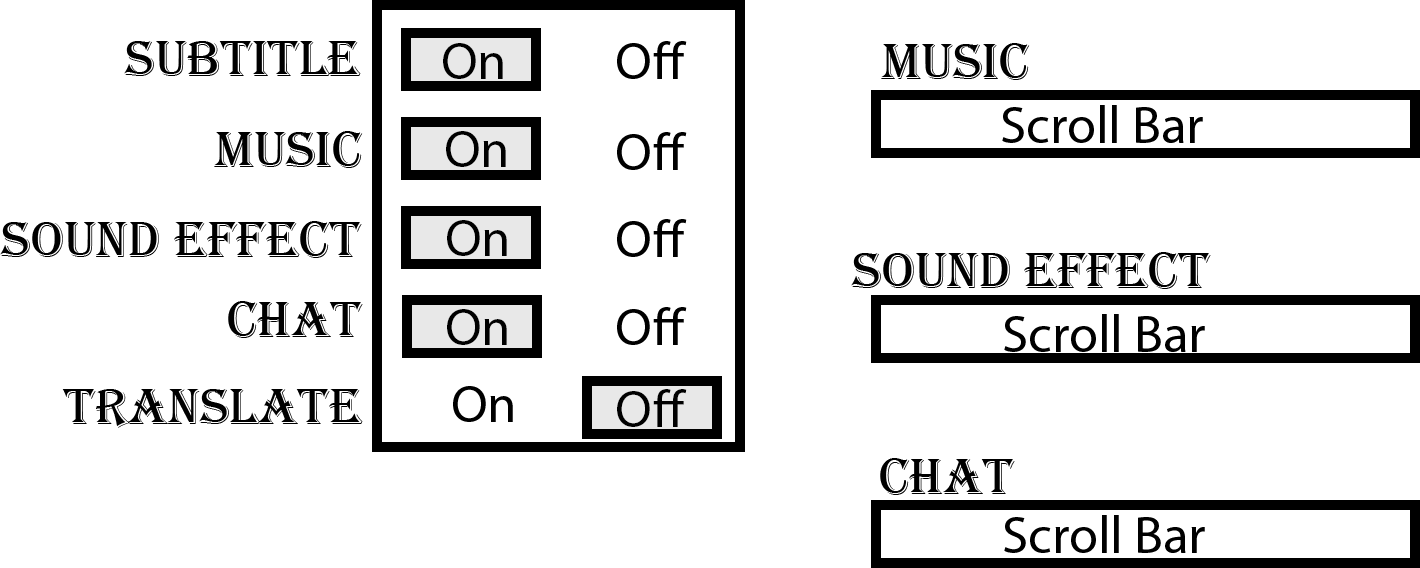 SUBTITLE On Off
MUSIC On Off
SOUND EFFECT On Off
CHAT On Off
TRANSLATE On Off
MUSIC
Scroll Bar
SOUND EFFECT
Scroll Bar
CHAT
Scroll Bar